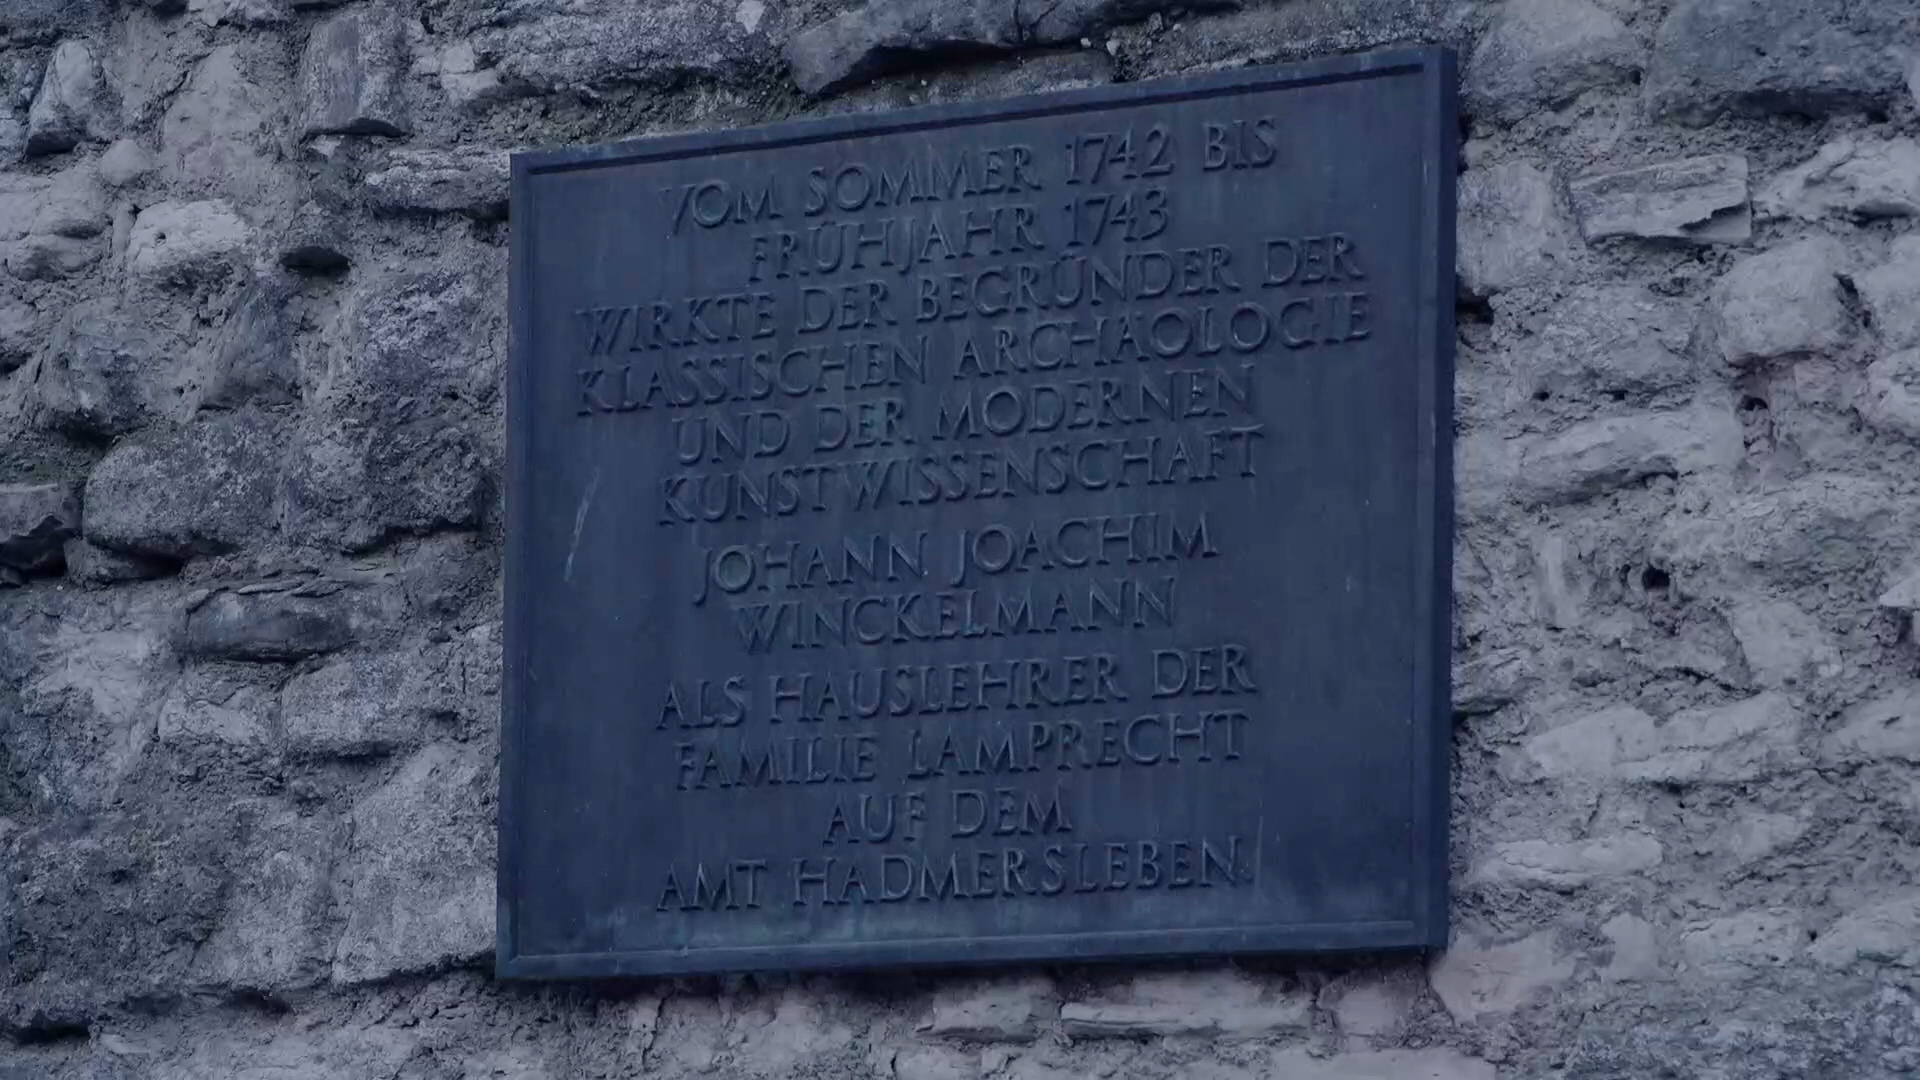 VOM SOMMER 1742 BIS
FRÜHJAHR 1743
WIRKTE DER BEGRÜNDER DER
KLASSISCHEN ARCHÄOLOGIE
UND DER MODERNEN
KUNSTWISSENSCHAFT
JOHANN JOACHIM
WINCKELMANN
ALS HAUSLEHRER DER
FAMILIE LAMPRECHT
AUF DEM
AMT HADMERSLEBEN.